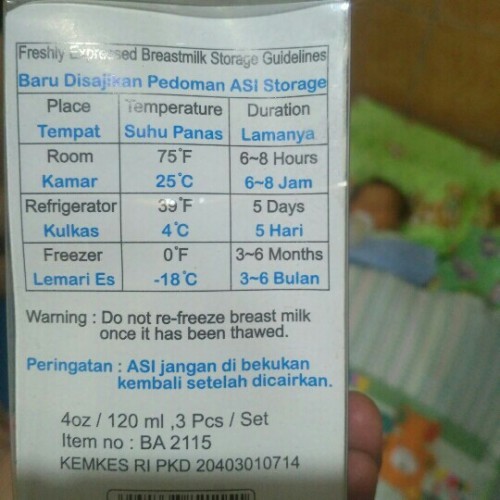 Freshly Expressed Breastmilk Storage Guidelines
Baru Disajikan Pedoman ASI Storage
Place Temperature Duration
Tempat Suhu Panas Lamanya
Room 75°F 6~8 Hours
Kamar 25°C 6~8 Jam
Refrigerator 39°F 5 Days
Kulkas 4°C 5 Hari
Freezer 0°F 3~6 Months
Lemari Es -18°C 3~6 Bulan
Warning : Do not re-freeze breast milk
once it has been thawed.
Peringatan : ASI jangan di bekukan
kembali setelah dicairkan.
4oz / 120 ml ,3 Pcs / Set
Item no : BA 2115
KEMKES RI PKD 20403010714